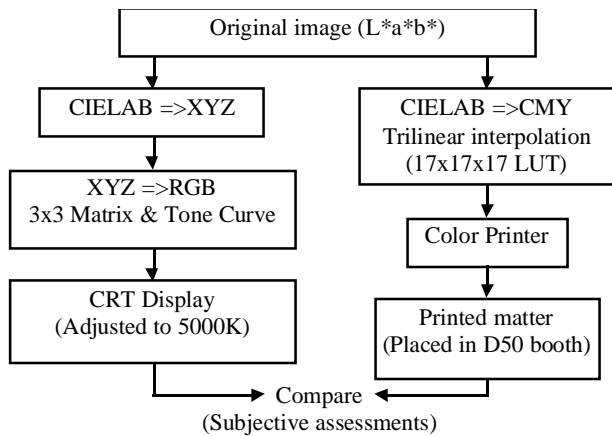 Original image (L*a*b*)
CIELAB =>XYZ
XYZ =>RGB
3x3 Matrix & Tone Curve
CRT Display
(Adjusted to 5000K)
CIELAB =>CMY
Trilinear interpolation
(17x17x17 LUT)
Color Printer
Printed matter
(Placed in D50 booth)
Compare
(Subjective assessments)